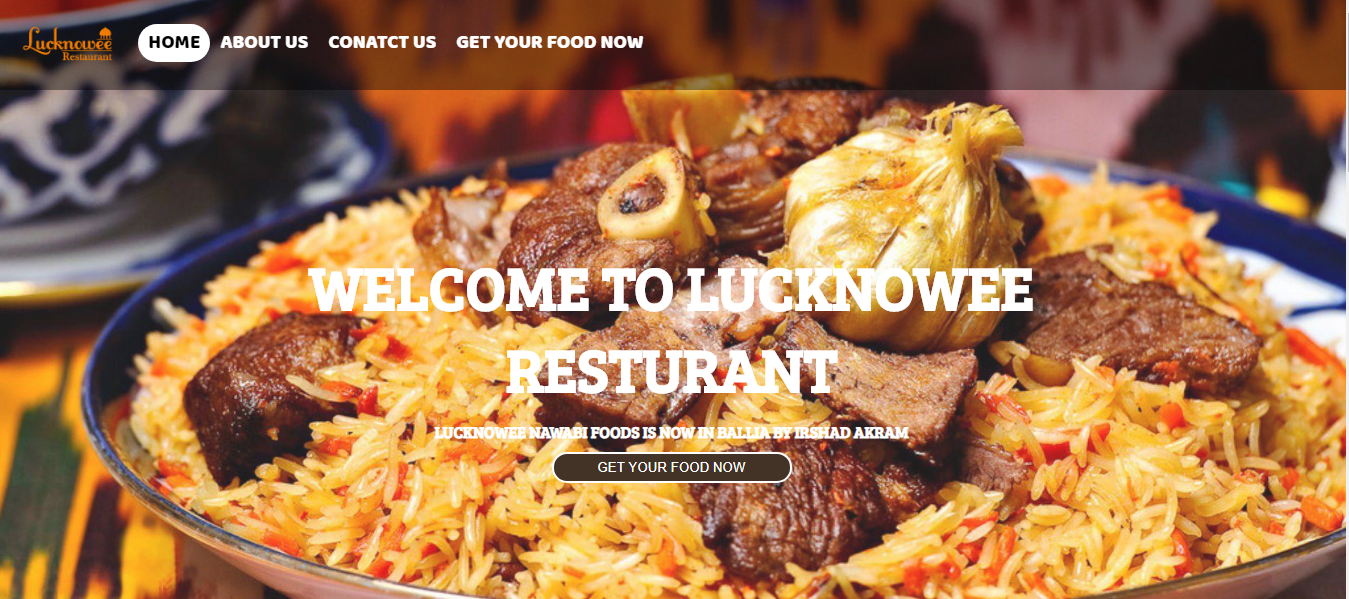 Lucknowee
Restaurant
HOME ABOUT US CONATCT US GET YOUR FOOD NOW
WELCOME TO LUCKNOWEE
RESTURANT
LUCKNOWEE NAWABI FOODS IS NOW IN BALLIA BY IRSHAD AKRAM
GET YOUR FOOD NOW